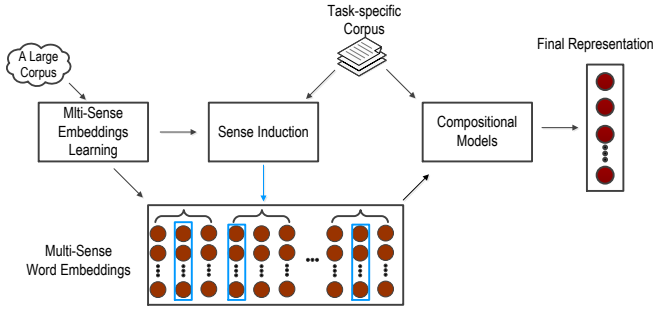 Task-specific
Corpus
Final Representation
A Large
Corpus
Mlti-Sense
Embeddings
Learning
Sense Induction
Compositional
Models
Multi-Sense
Word Embeddings